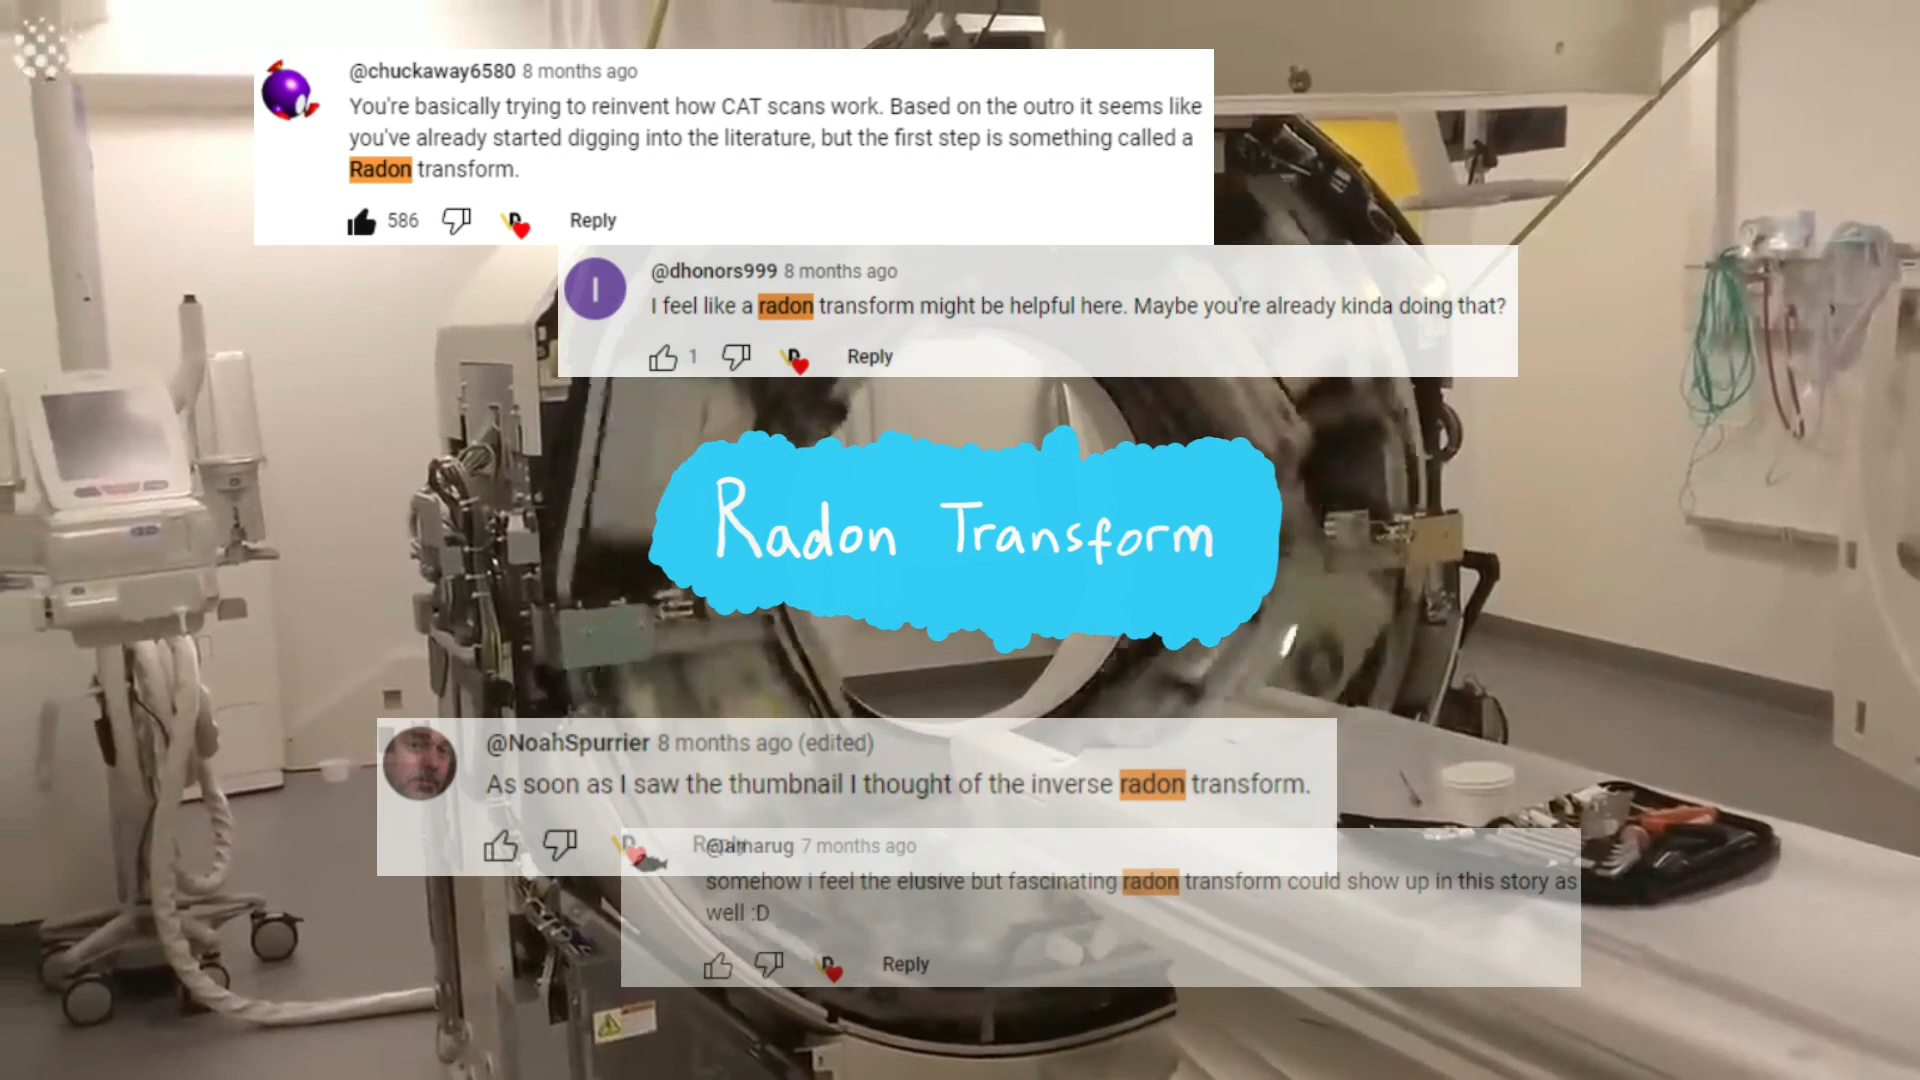 @chuckaway6580 8 months ago
You're basically trying to reinvent how CAT scans work. Based on the outro it seems like
you've already started digging into the literature, but the first step is something called a
Radon transform.
586 Reply
@dhonors999 8 months ago
I feel like a radon transform might be helpful here. Maybe you're already kinda doing that?
1 Reply
Radon Transform
@NoahSpurrier 8 months ago (edited)
As soon as I saw the thumbnail I thought of the inverse radon transform.
Reply
@amarug 7 months ago
somehow i feel the elusive but fascinating radon transform could show up in this story as
well :D
Reply